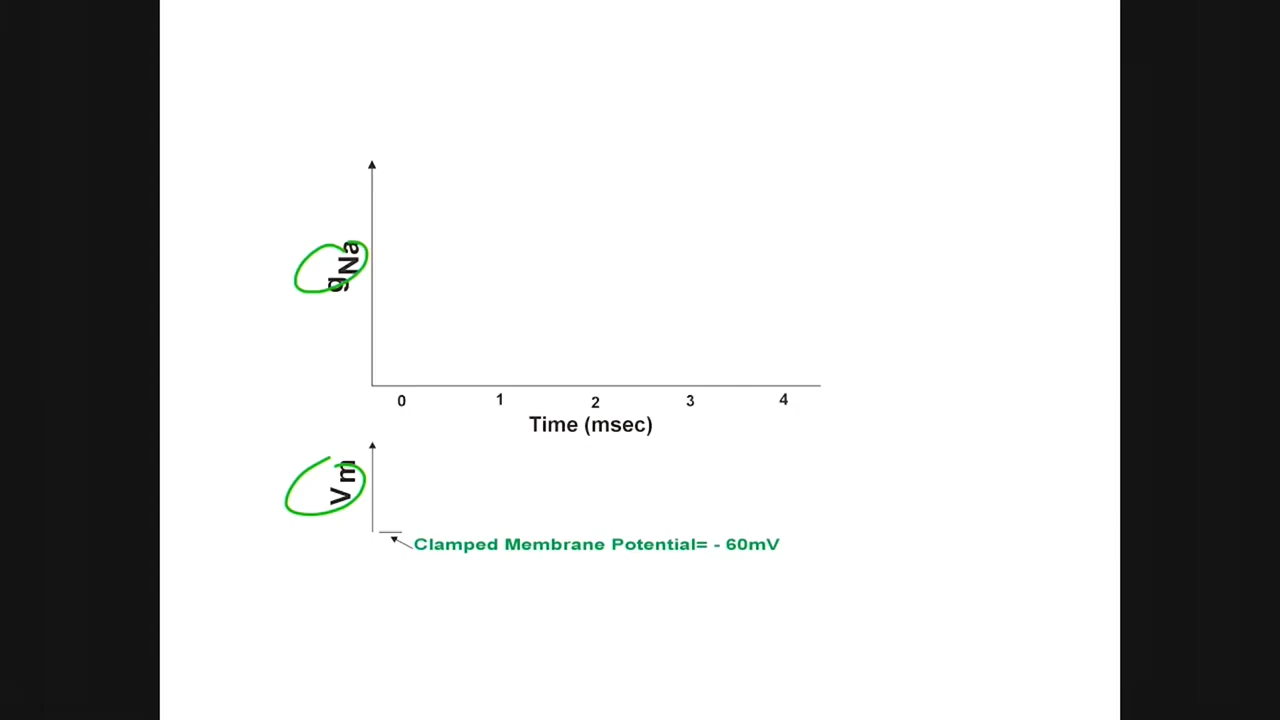 gNa
0 1 2 3 4
Time (msec)
Vm
Clamped Membrane Potential= - 60mV